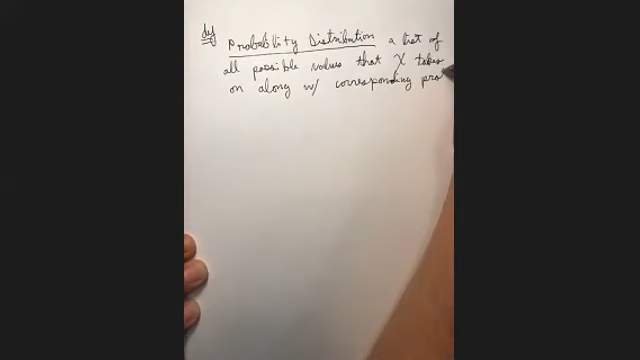 def Probability Distribution a list of
all possible values that X takes
on along w/ corresponding pro